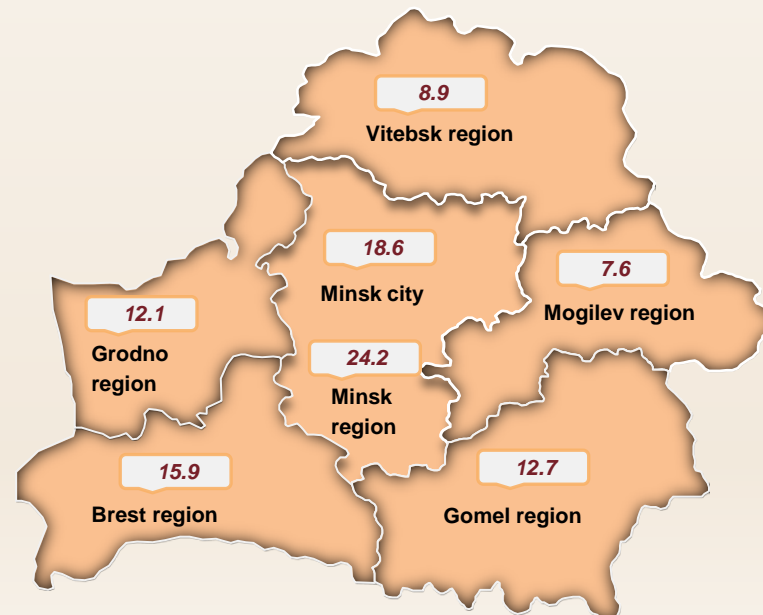 8.9
Vitebsk region
18.6
Minsk city
7.6
Mogilev region
12.1
Grodno
region
24.2
Minsk
region
15.9
Brest region
12.7
Gomel region